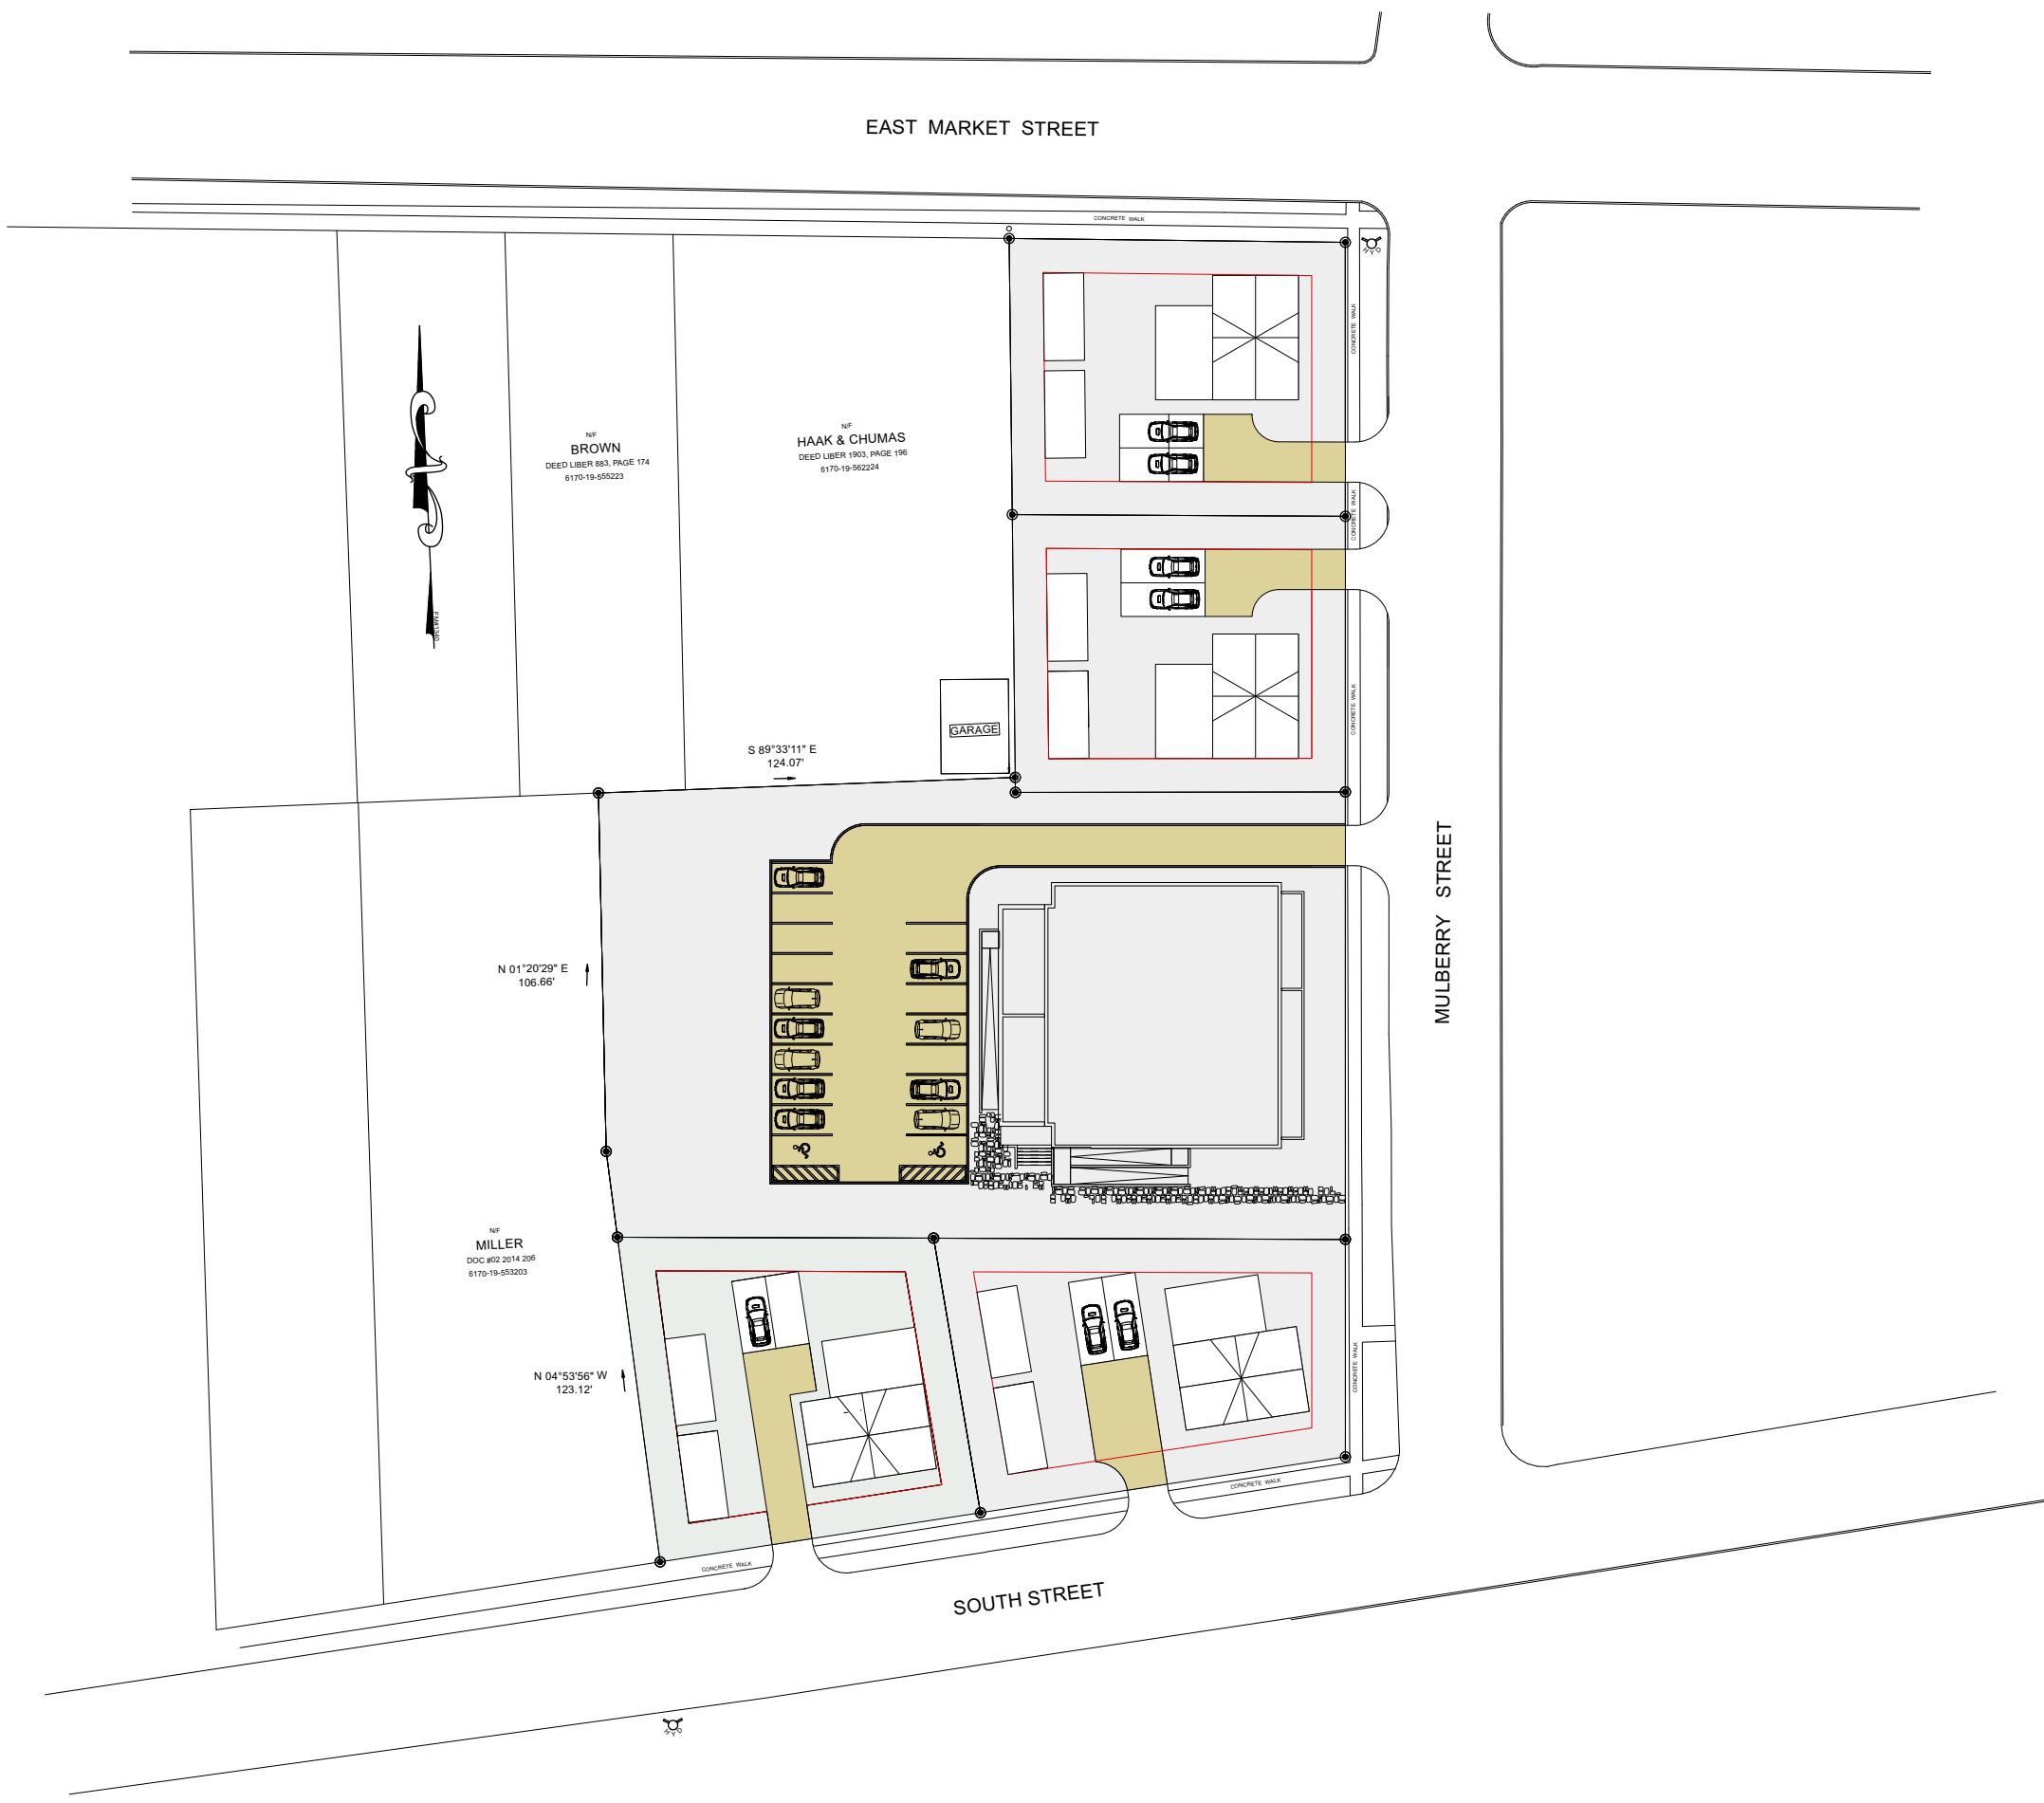 EAST MARKET STREET
CONCRETE WALK
HYD
CONCRETE WALK
N/F
BROWN
DEED LIBER 883, PAGE 174
6170-19-555223
N/F
HAAK & CHUMAS
DEED LIBER 1903, PAGE 196
6170-19-562224
CONCRETE WALK
CONCRETE WALK
GARAGE
S 89°33'11" E
124.07'
MULBERRY STREET
N 01°20'29" E
106.66'
N/F
MILLER
DOC #02 2014 206
6170-19-553203
N 04°53'56" W
123.12'
CONCRETE WALK
CONCRETE WALK
CONCRETE WALK
SOUTH STREET
HYD